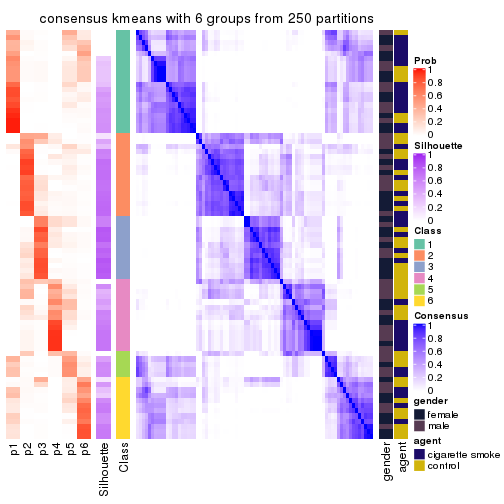 consensus kmeans with 6 groups from 250 partitions
Prob
1
0.8
0.6
0.4
0.2
0
Silhouette
1
0.8
0.6
0.4
0.2
0
Class
1
2
3
4
5
6
Consensus
1
0.8
0.6
0.4
0.2
0
gender
female
male
agent
cigarette smoke
control
p1
p2
p3
p4
p5
p6
Silhouette
Class
gender
agent